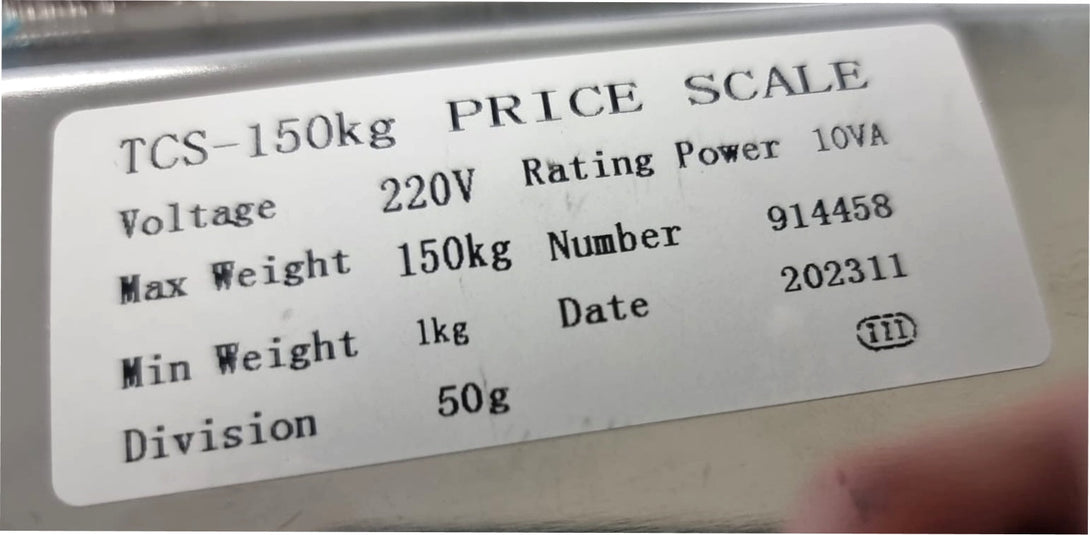 TCS-150kg PRICE SCALE
Voltage 220V Rating Power 10VA
Max Weight 150kg Number 914458
Min Weight 1kg Date 202311
Division 50g III